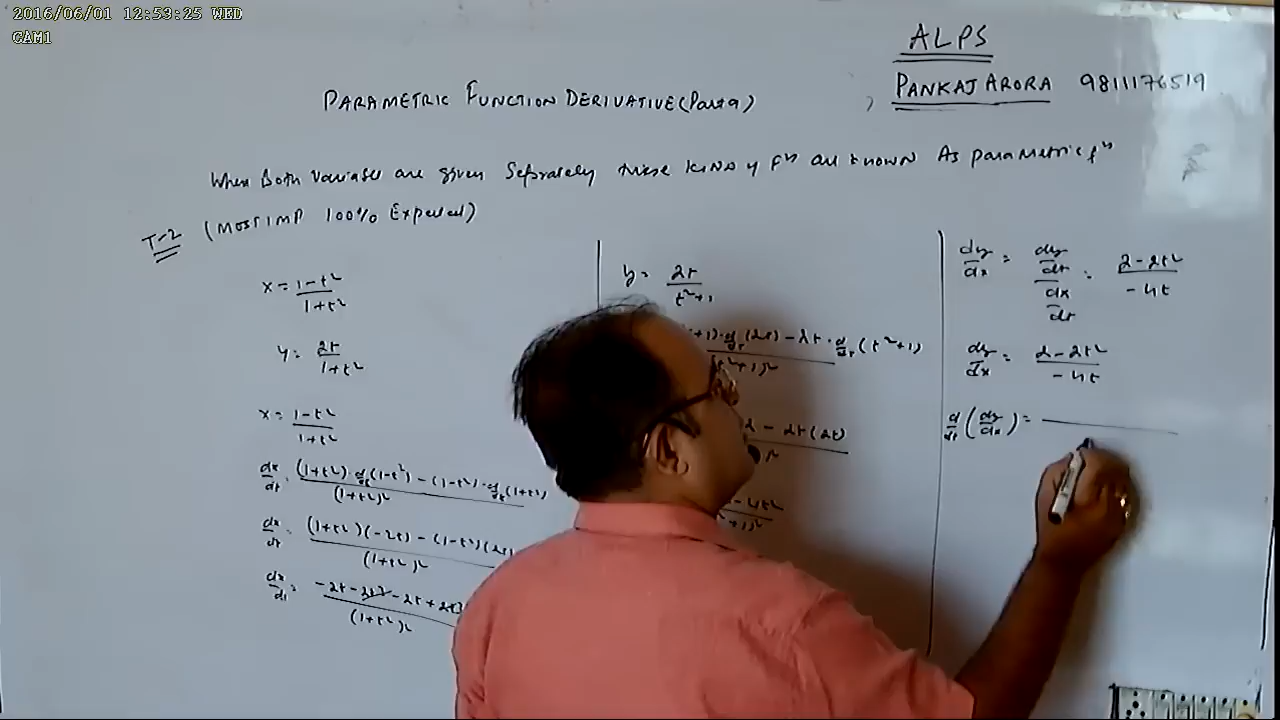 2016/06/01 12:53:25 WED
CAM1
ALPS
PANKAJ ARORA 9811176519
PARAMETRIC FUNCTION DERIVATIVE (Part 9)
When Both Variables are given Seprately these kind of Fⁿ are known As parametric fⁿ
T-2 (MOST IMP 100% Expected)
x = (1-t²)/(1+t²)
y = 2t/(1+t²)
x = (1-t²)/(1+t²)
dx/dt = ((1+t²)·d/dt(1-t²) - (1-t²)·d/dt(1+t²))/(1+t²)²
dx/dt = ((1+t²)(-2t) - (1-t²)(2t)/(1+t²)²
dx/dt = (-2t-2t³-2t+2t³)/(1+t²)²
y = 2t/(t²+1)
+1)·d/dt(2t) - 2t·d/dt(t²+1)/(t²+1)²
2 - 2t(2t)
- 4t²/+1)²
dy/dx = (dy/dt)/(dx/dt) = (2-2t²)/(-4t)
dy/dx = (2-2t²)/(-4t)
d/dt(dy/dx) =